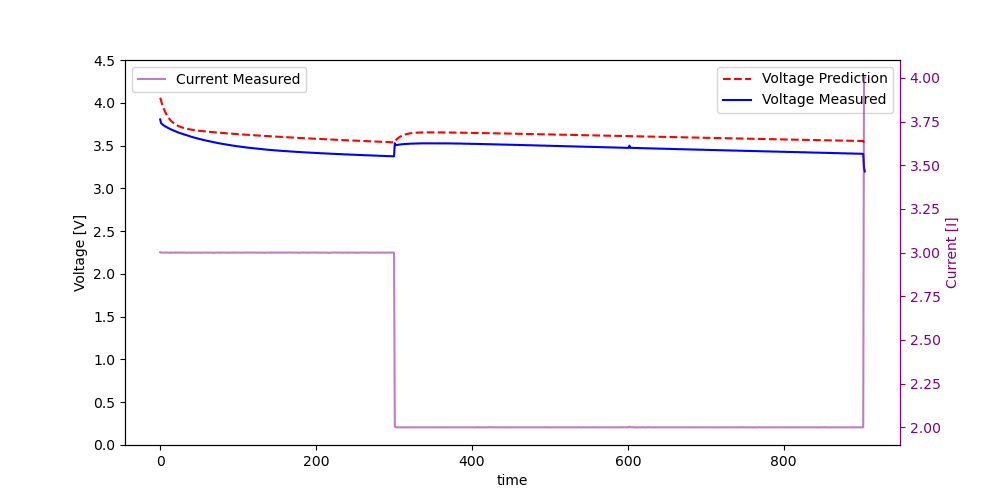 Current Measured
Voltage Prediction
Voltage Measured
Voltage [V]
4.5
4.0
3.5
3.0
2.5
2.0
1.5
1.0
0.5
0.0
4.00
3.75
3.50
3.25
3.00
2.75
2.50
2.25
2.00
Current [I]
0 200 400 600 800
time